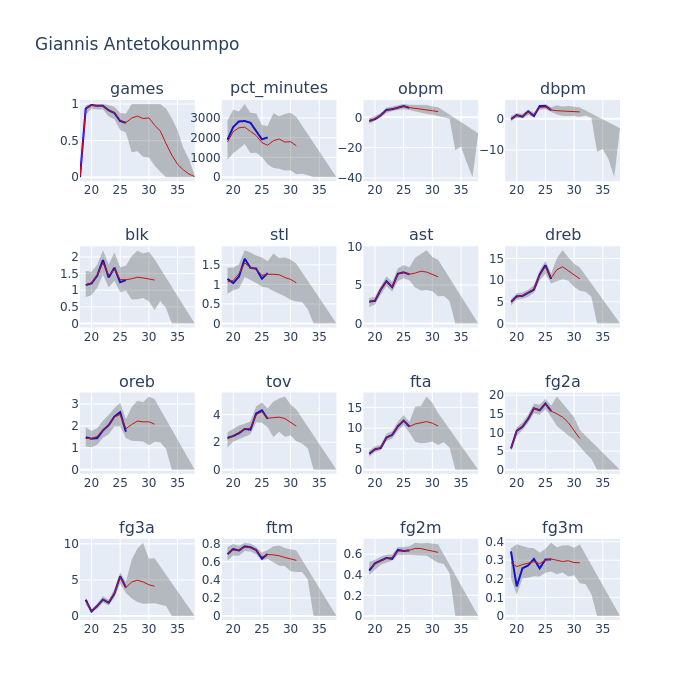 Giannis Antetokounmpo
games pct_minutes obpm dbpm
1 0.5 0 3000 2000 1000 0 0 −20 −40 0 −10
20 25 30 35 20 25 30 35 20 25 30 35 20 25 30 35
blk stl ast dreb
2 1.5 1 0.5 0 1.5 1 0.5 0 10 5 0 15 10 5 0
20 25 30 35 20 25 30 35 20 25 30 35 20 25 30 35
oreb tov fta fg2a
3 2 1 0 4 2 0 15 10 5 0 20 15 10 5 0
20 25 30 35 20 25 30 35 20 25 30 35 20 25 30 35
fg3a ftm fg2m fg3m
10 5 0 0.8 0.6 0.4 0.2 0 0.6 0.4 0.2 0 0.4 0.3 0.2 0.1 0
20 25 30 35 20 25 30 35 20 25 30 35 20 25 30 35